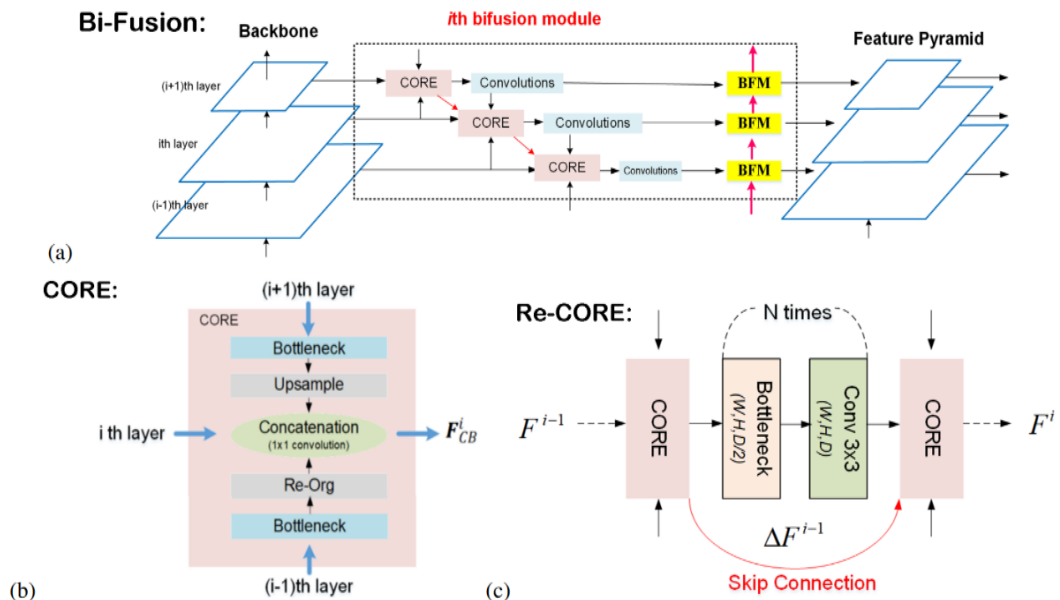 Bi-Fusion:
Backbone
ith bifusion module
Feature Pyramid
(i+1)th layer
CORE
Convolutions
BFM
ith layer
CORE
Convolutions
BFM
CORE
Convolutions
BFM
(i-1)th layer
(a)
CORE:
(i+1)th layer
CORE
Bottleneck
Upsample
i th layer
Concatenation
(1x1 convolution)
F^i_CB
Re-Org
Bottleneck
(i-1)th layer
(b)
Re-CORE:
N times
F^{i-1}
CORE
Bottleneck
(W,H,D/2)
Conv 3x3
(W,H,D)
CORE
F^i
ΔF^{i-1}
Skip Connection
(c)